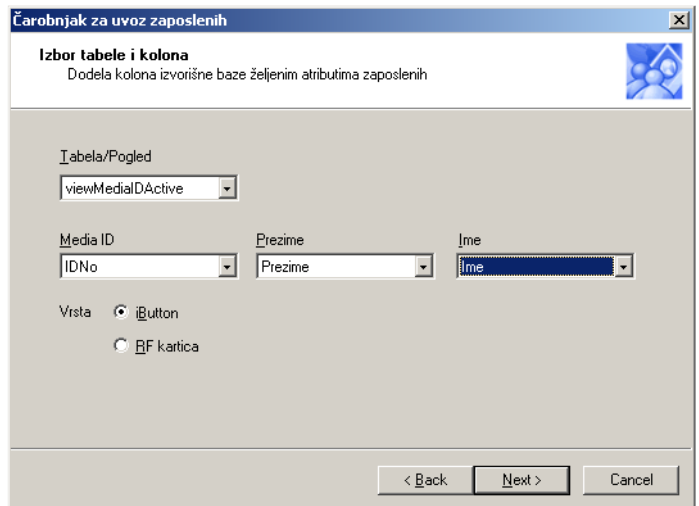 Čarobnjak za uvoz zaposlenih
Izbor tabele i kolona
Dodela kolona izvorišne baze željenim atributima zaposlenih
Tabela/Pogled
viewMediaIDActive
Media ID Prezime Ime
IDNo Prezime Ime
Vrsta iButton
RF kartica
< Back Next > Cancel